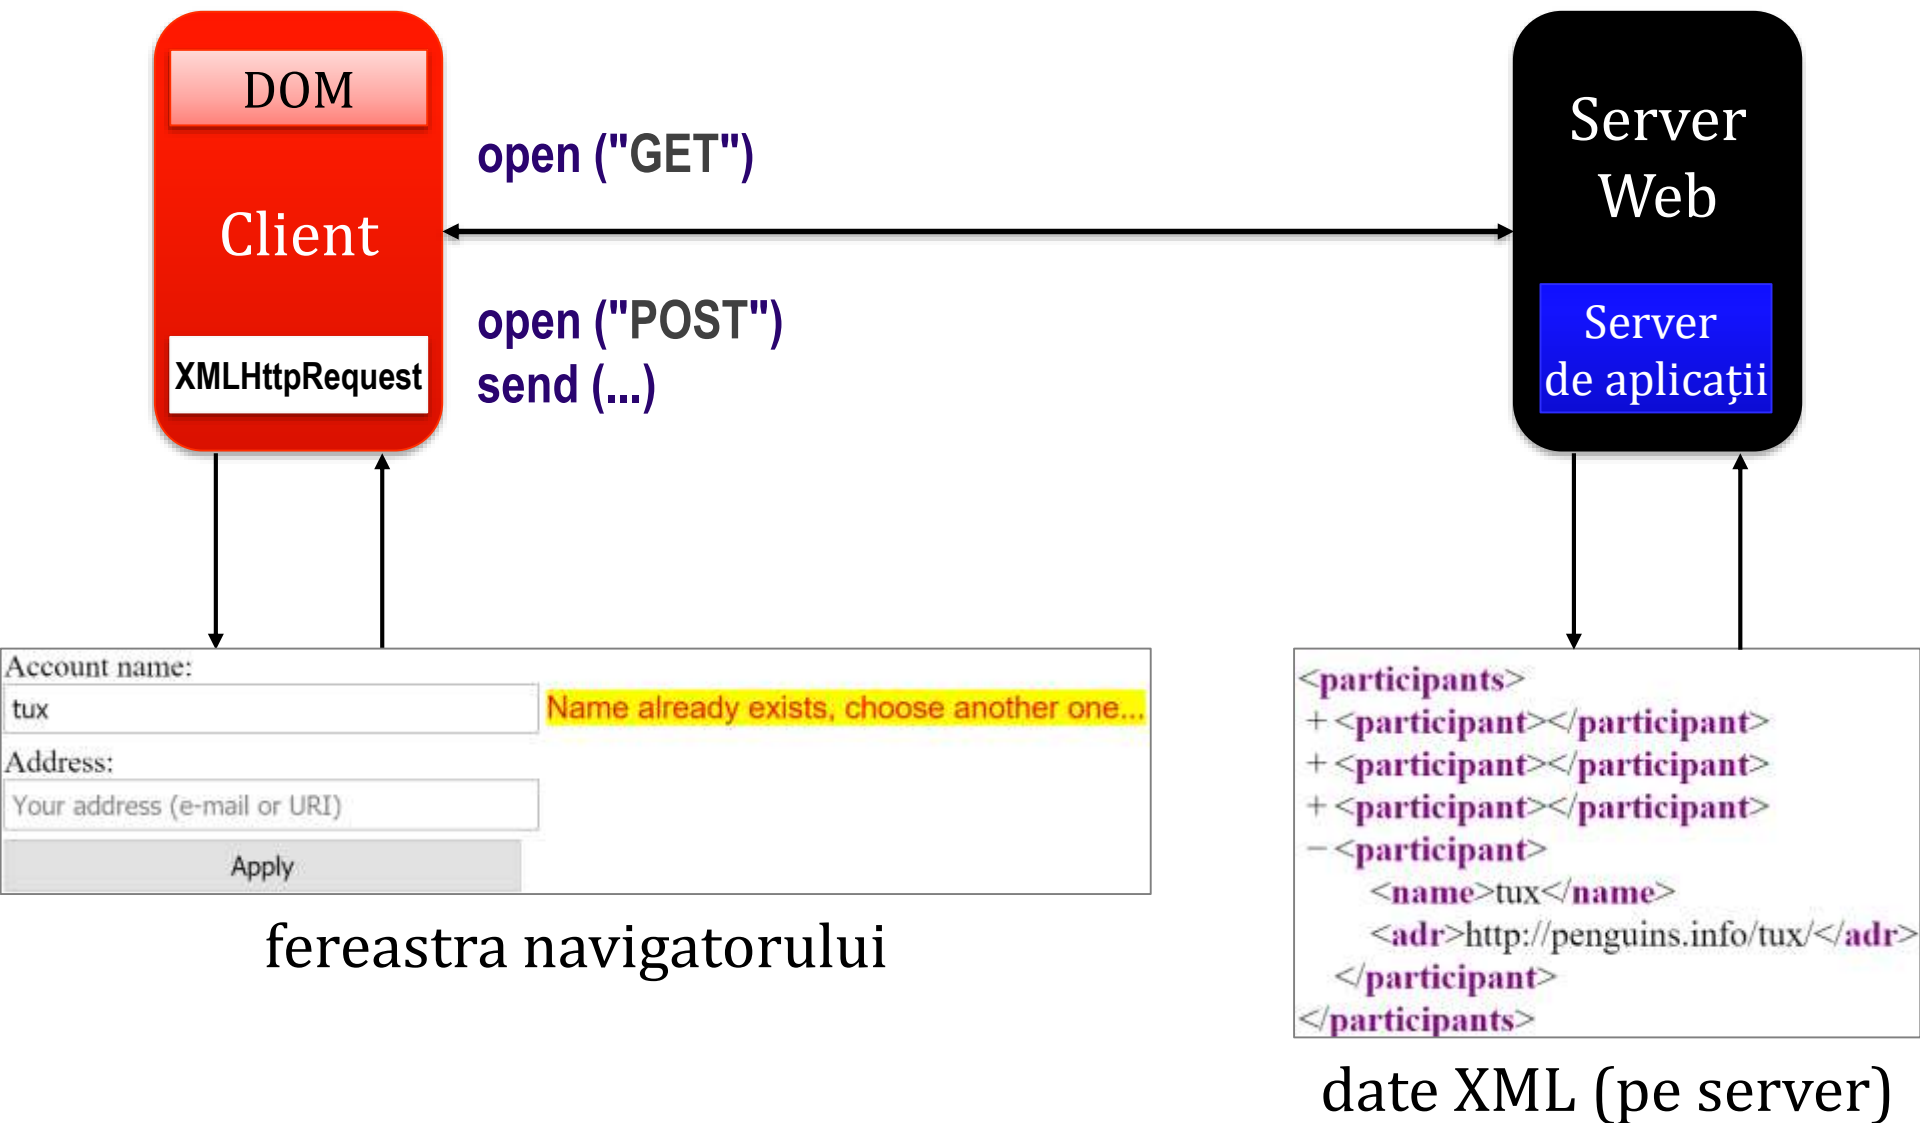 DOM
Client
XMLHttpRequest
open ("GET")
open ("POST")
send (...)
Server
Web
Server
de aplicații
Account name:
tux
Name already exists, choose another one...
Address:
Your address (e-mail or URI)
Apply
fereastra navigatorului
<participants>
+ <participant></participant>
+ <participant></participant>
+ <participant></participant>
− <participant>
<name>tux</name>
<adr>http://penguins.info/tux/</adr>
</participant>
</participants>
date XML (pe server)